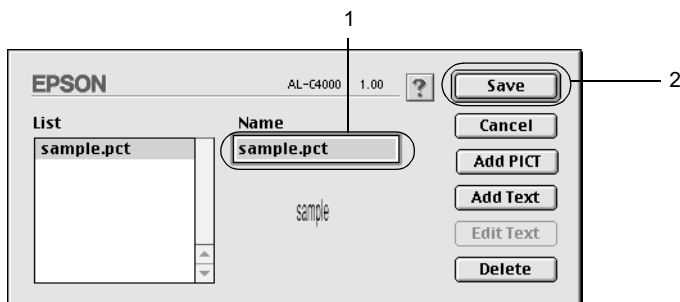 1
EPSON
AL-C4000 1.00
?
Save
2
List
Name
Cancel
sample.pct
sample.pct
Add PICT
sample
Add Text
Edit Text
Delete